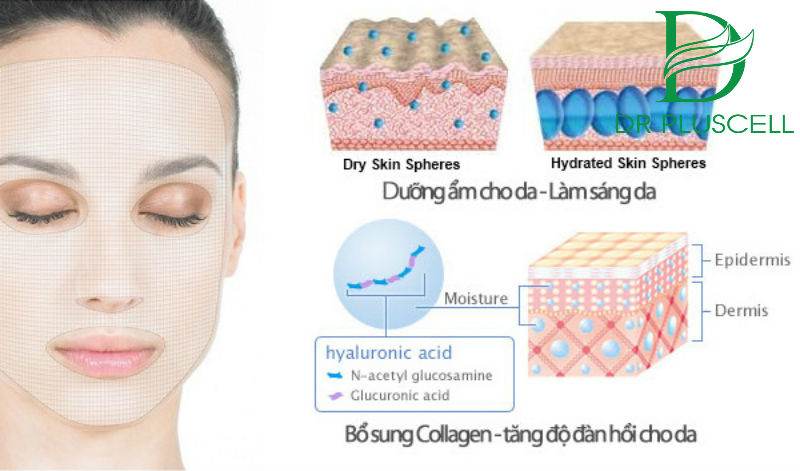 DR PLUSCELL
Dry Skin Spheres
Hydrated Skin Spheres
Dưỡng ẩm cho da - Làm sáng da
Epidermis
Moisture
Dermis
hyaluronic acid
N-acetyl glucosamine
Glucuronic acid
Bổ sung Collagen - tăng độ đàn hồi cho da